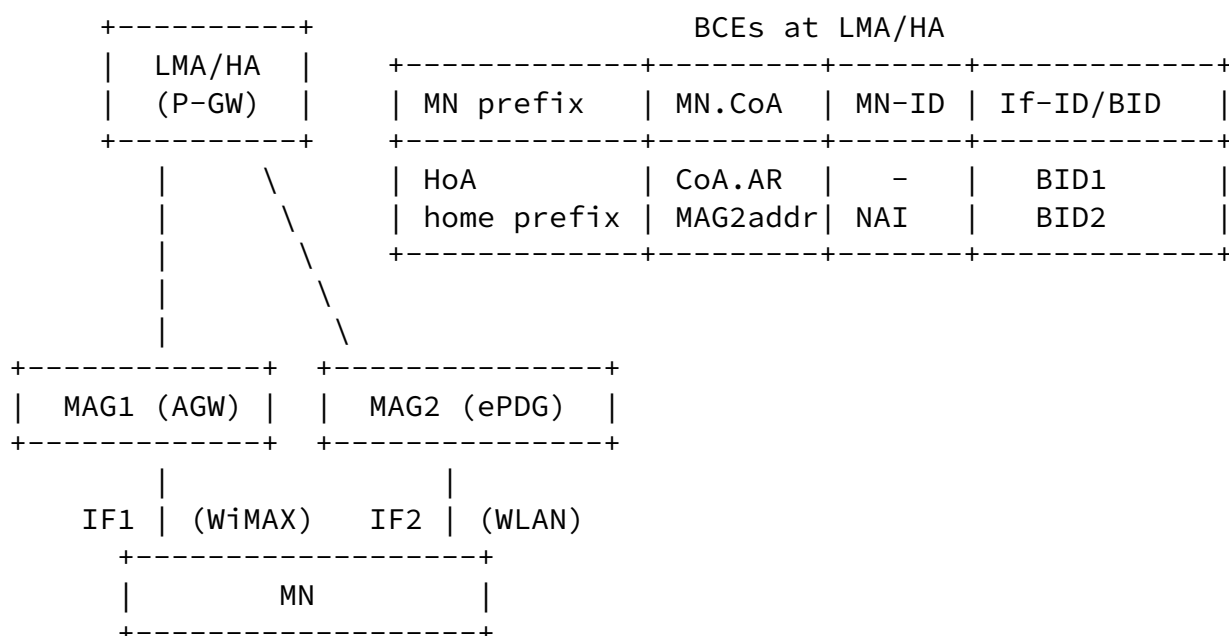 BCEs at LMA/HA
LMA/HA
(P-GW)
MN prefix | MN.CoA | MN-ID | If-ID/BID
HoA | CoA.AR | - | BID1
home prefix | MAG2addr| NAI | BID2
MAG1 (AGW) | MAG2 (ePDG)
IF1 | (WiMAX) IF2 | (WLAN)
MN